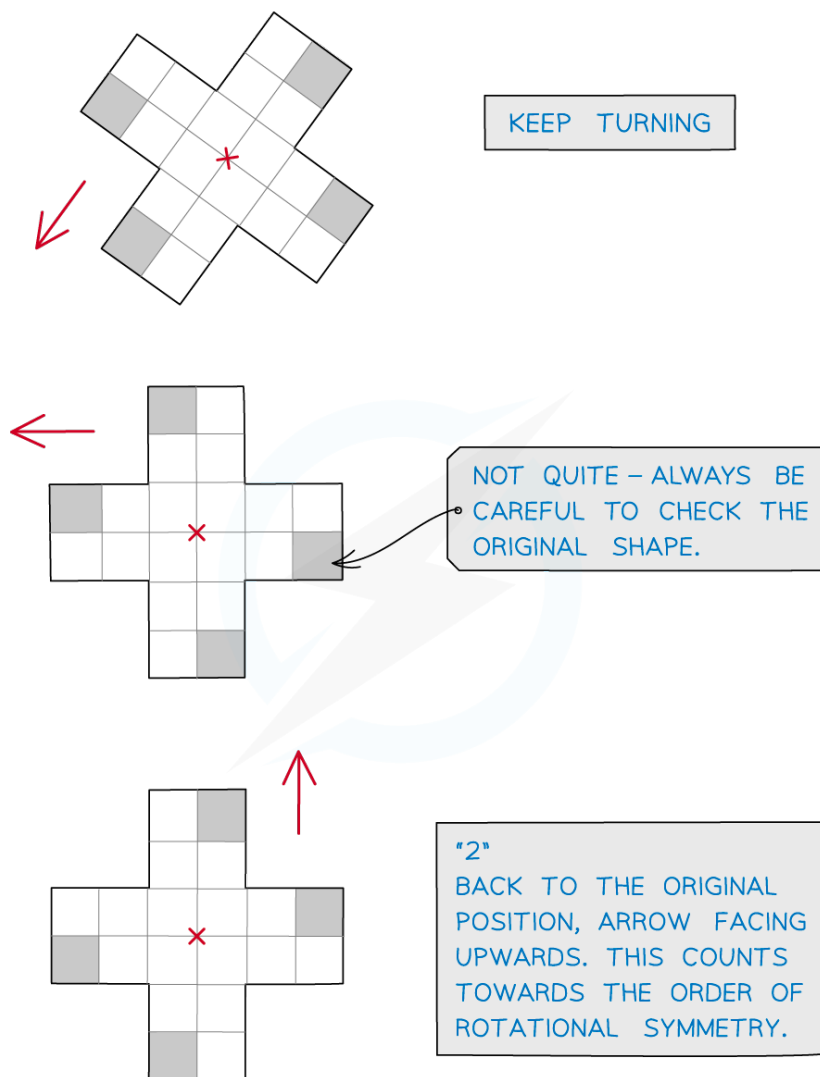 KEEP TURNING
NOT QUITE – ALWAYS BE
CAREFUL TO CHECK THE
ORIGINAL SHAPE.
"2"
BACK TO THE ORIGINAL
POSITION, ARROW FACING
UPWARDS. THIS COUNTS
TOWARDS THE ORDER OF
ROTATIONAL SYMMETRY.